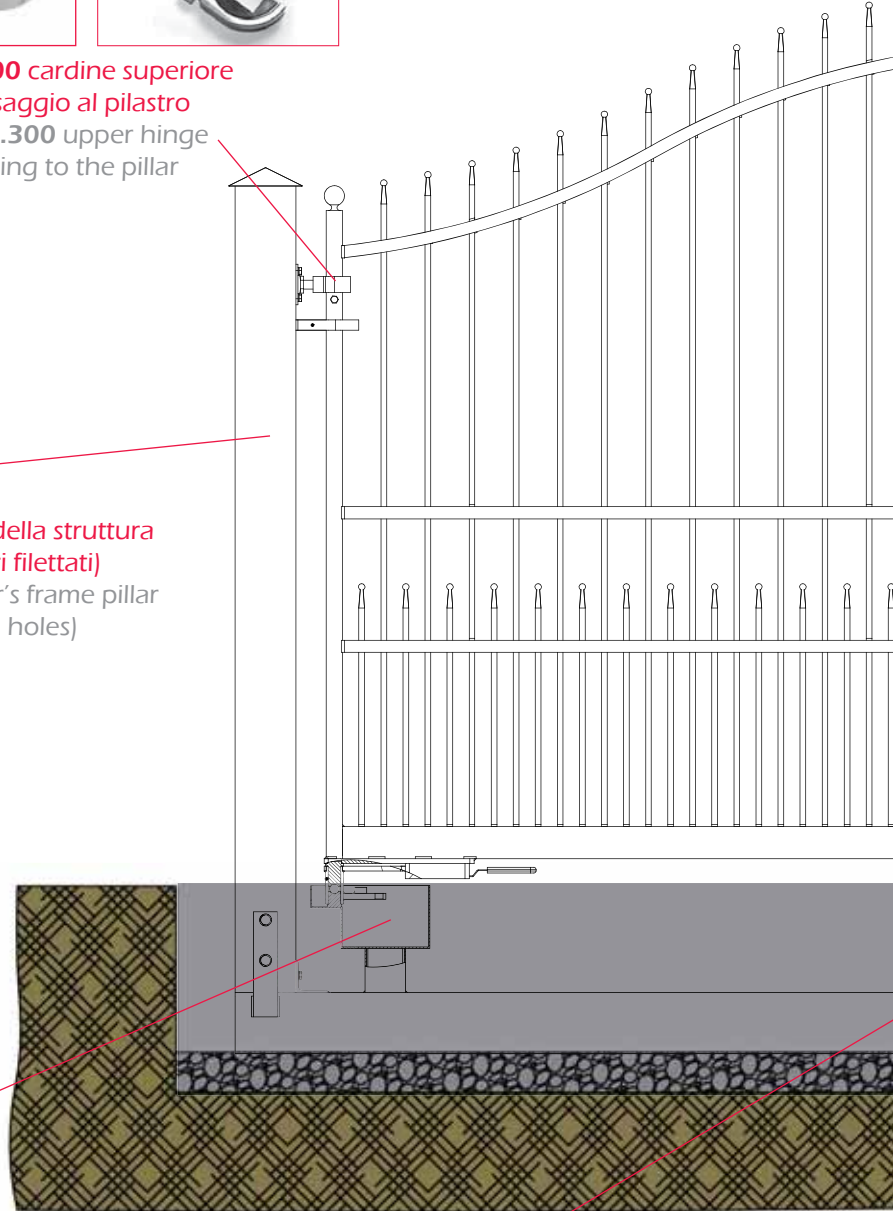 00 cardine superiore
saggio al pilastro
.300 upper hinge
ing to the pillar
della struttura
i filettati)
r's frame pillar
holes)